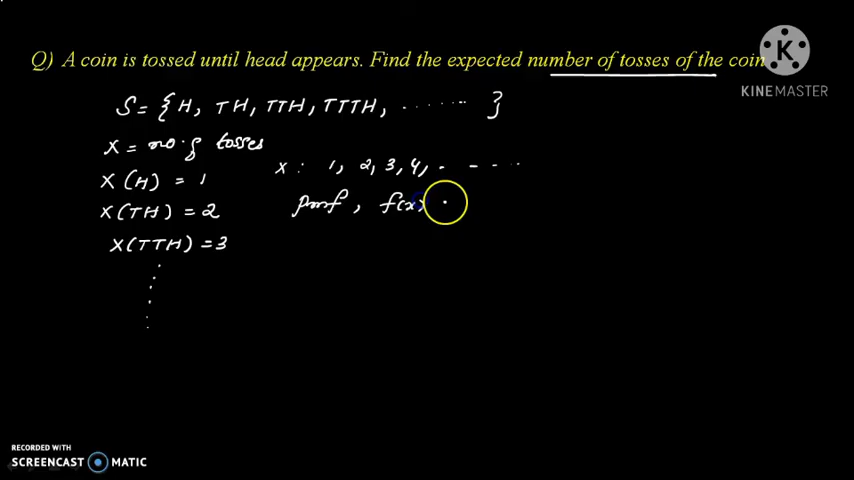 Q) A coin is tossed until head appears. Find the expected number of tosses of the coin
K
KINEMASTER
S = { H, TH, TTH, TTTH, ....... }
X = no. of tosses
X(H) = 1
X : 1, 2, 3, 4, . - - . .
X(TH) = 2
pmf, f(x)
X(TTH) = 3
RECORDED WITH
SCREENCAST MATIC